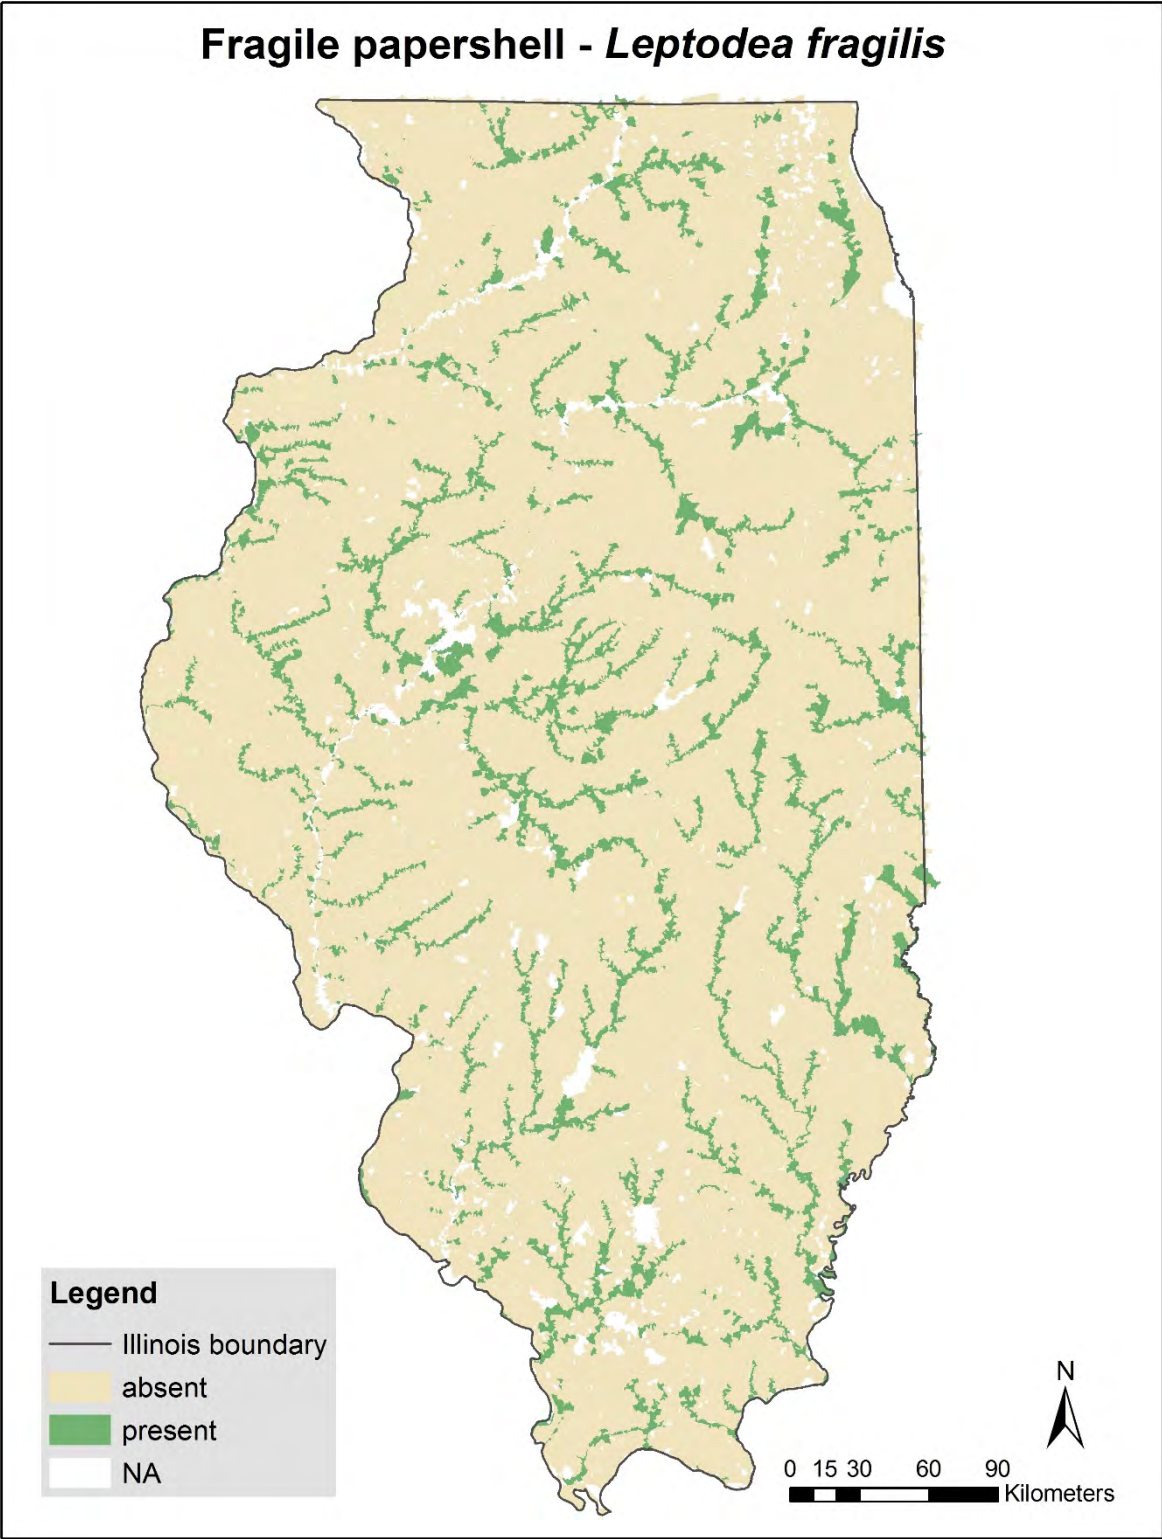 Fragile papershell - Leptodea fragilis
Legend
Illinois boundary
absent
present
NA
N
0 15 30 60 90
Kilometers